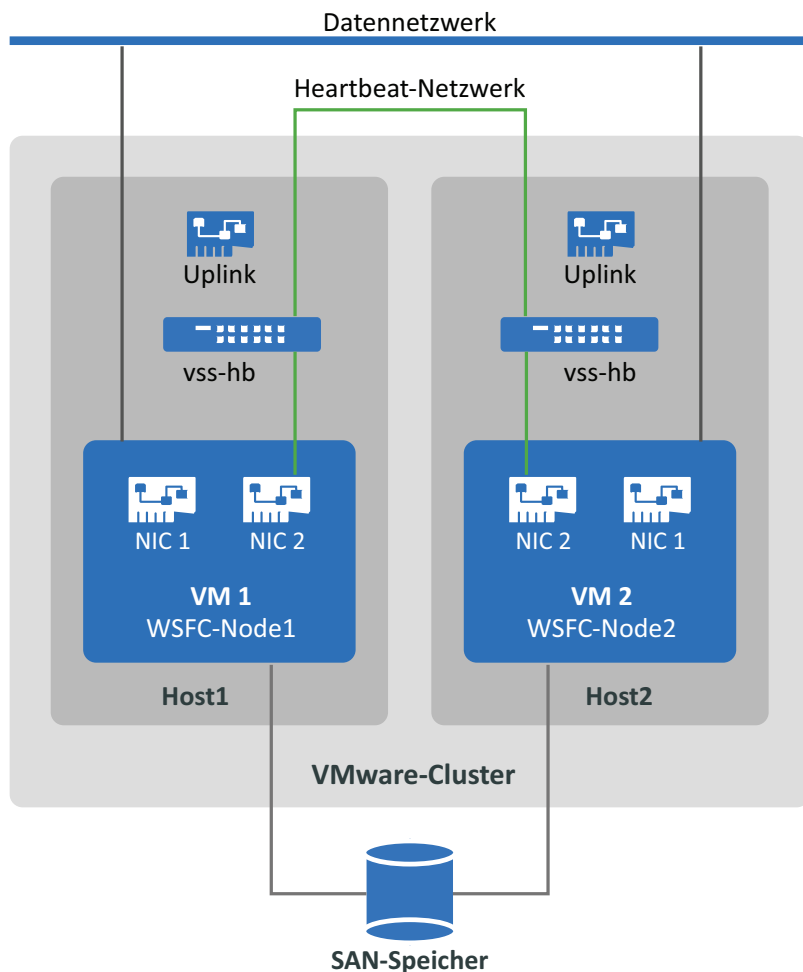 Datennetzwerk
Heartbeat-Netzwerk
Uplink
Uplink
vss-hb
vss-hb
NIC 1
NIC 2
NIC 2
NIC 1
VM 1
WSFC-Node1
VM 2
WSFC-Node2
Host1
Host2
VMware-Cluster
SAN-Speicher